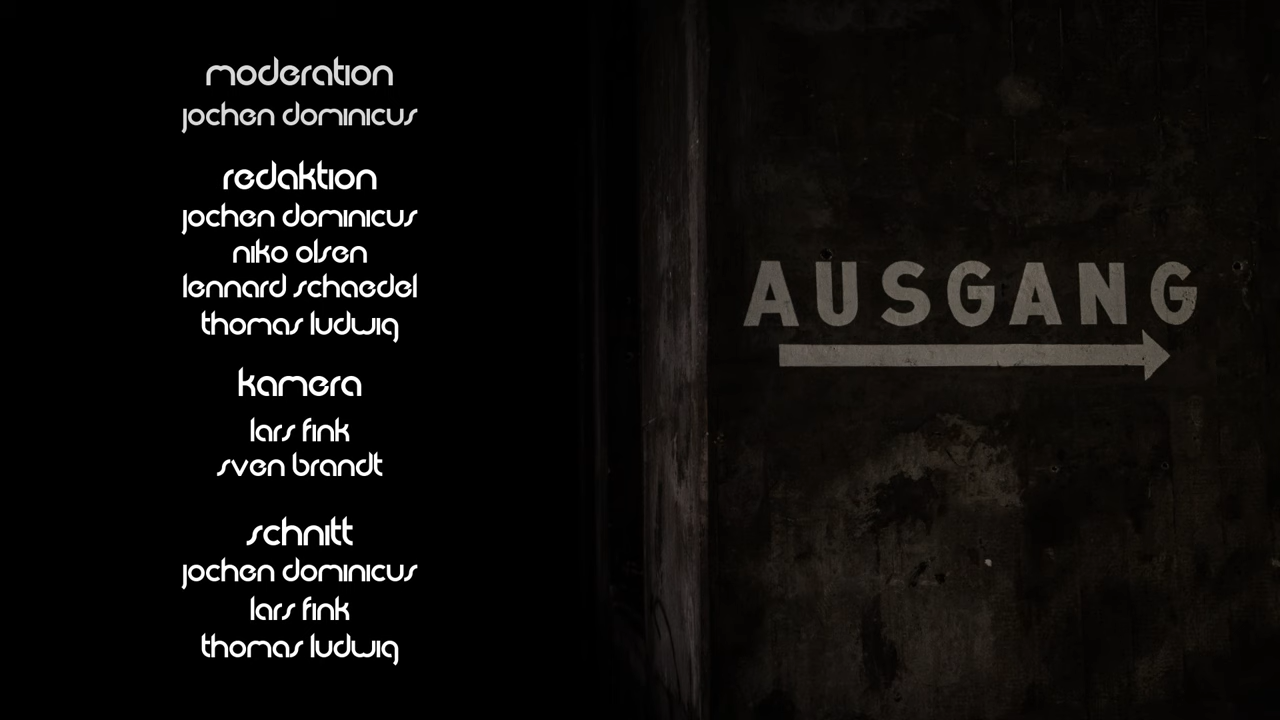 moderation
jochen dominicus
redaktion
jochen dominicus
niko olsen
lennard schaedel
thomas ludwig
kamera
lars fink
sven brandt
schnitt
jochen dominicus
lars fink
thomas ludwig
AUSGANG